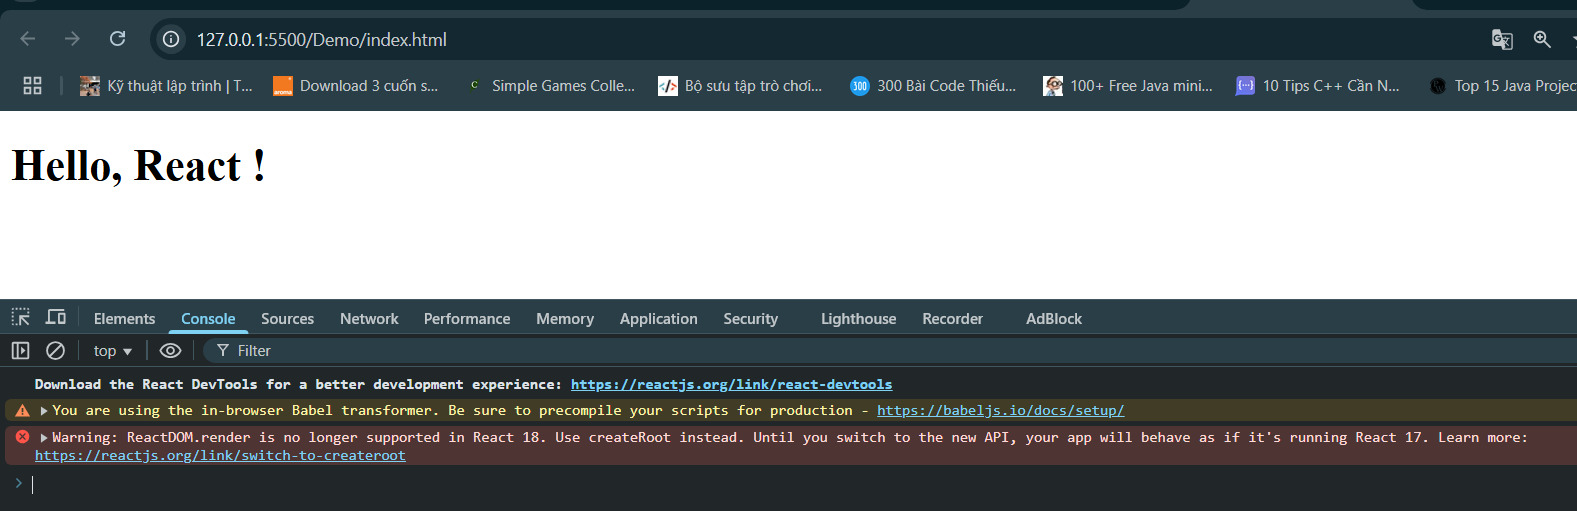 127.0.0.1:5500/Demo/index.html
Kỹ thuật lập trình | T... Download 3 cuốn s... C Simple Games Colle... Bộ sưu tập trò chơi... 300 300 Bài Code Thiếu... 100+ Free Java mini... 10 Tips C++ Cần N... Top 15 Java Projec
Hello, React !
Elements Console Sources Network Performance Memory Application Security Lighthouse Recorder AdBlock
top Filter
Download the React DevTools for a better development experience: https://reactjs.org/link/react-devtools
You are using the in-browser Babel transformer. Be sure to precompile your scripts for production - https://babeljs.io/docs/setup/
Warning: ReactDOM.render is no longer supported in React 18. Use createRoot instead. Until you switch to the new API, your app will behave as if it's running React 17. Learn more:
https://reactjs.org/link/switch-to-createroot